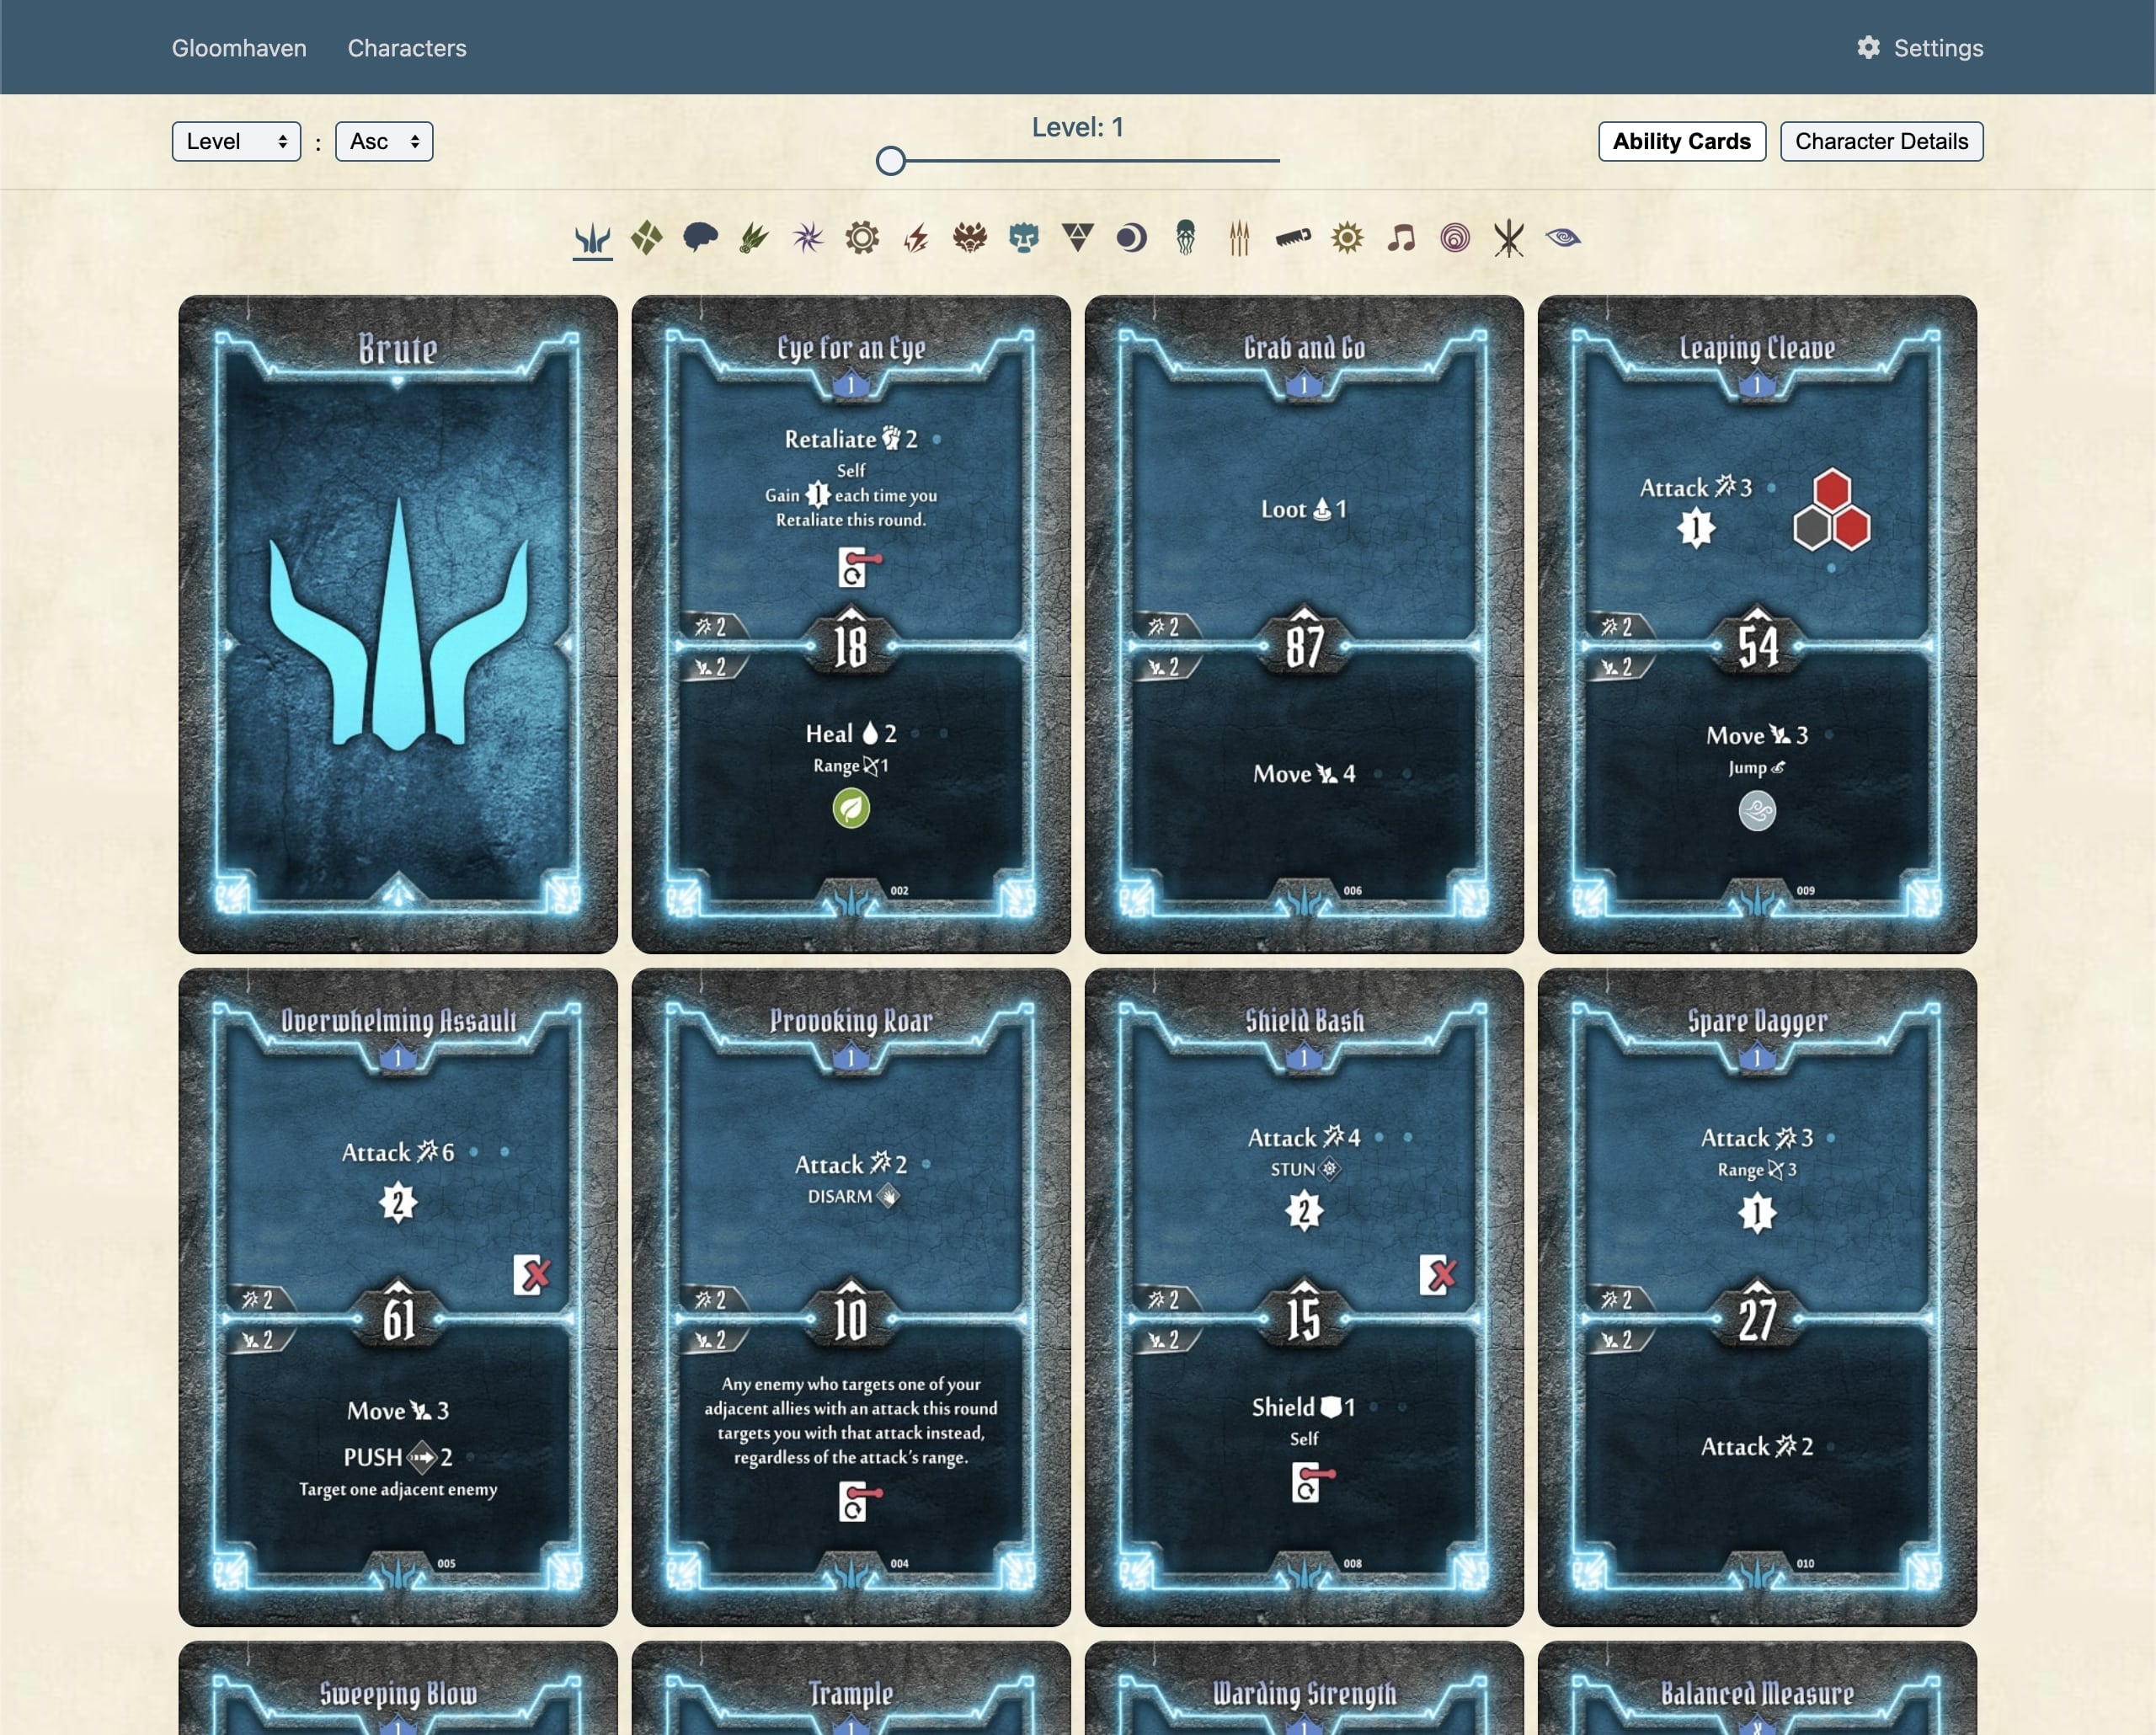 Gloomhaven Characters Settings
Level : Asc
Level: 1
Ability Cards Character Details
Brute
Eye for an Eye
1
Retaliate 2
Self
Gain 1 each time you
Retaliate this round.
2
18
2
Heal 2
Range 1
002
Grab and Go
1
Loot 1
2
87
2
Move 4
006
Leaping Cleave
1
Attack 3
1
2
54
2
Move 3
Jump
009
Overwhelming Assault
1
Attack 6
2
2
61
2
Move 3
PUSH 2
Target one adjacent enemy
005
Provoking Roar
1
Attack 2
DISARM
2
10
2
Any enemy who targets one of your
adjacent allies with an attack this round
targets you with that attack instead,
regardless of the attack's range.
004
Shield Bash
1
Attack 4
STUN
2
2
15
2
Shield 1
Self
008
Spare Dagger
1
Attack 3
Range 3
1
2
27
2
Attack 2
010
Sweeping Blow
1
Trample
1
Warding Strength
1
Balanced Measure
X